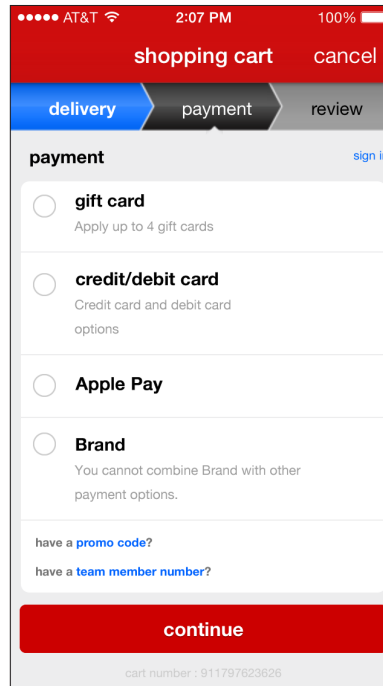 AT&T 2:07 PM 100%
shopping cart cancel
delivery payment review
payment sign in
gift card
Apply up to 4 gift cards
credit/debit card
Credit card and debit card
options
Apple Pay
Brand
You cannot combine Brand with other
payment options.
have a promo code?
have a team member number?
continue
cart number : 911797623626